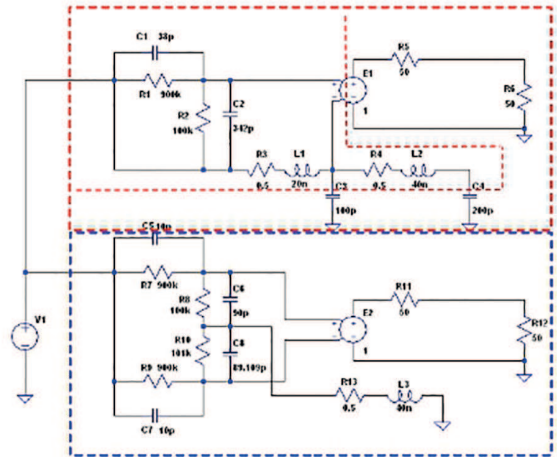 C1 38p
R1 900k
R2
100k
C2
342p
E1
1
R5
50
R6
50
R3
0.5
L1
20n
R4
0.5
L2
40n
C3
100p
C4
200p
C5 10p
R7 900k
R8
100k
C6
90p
R10
101k
C8
89.109p
R9 900k
C7 10p
E2
1
R11
50
R12
50
R13
0.5
L3
40n
V1